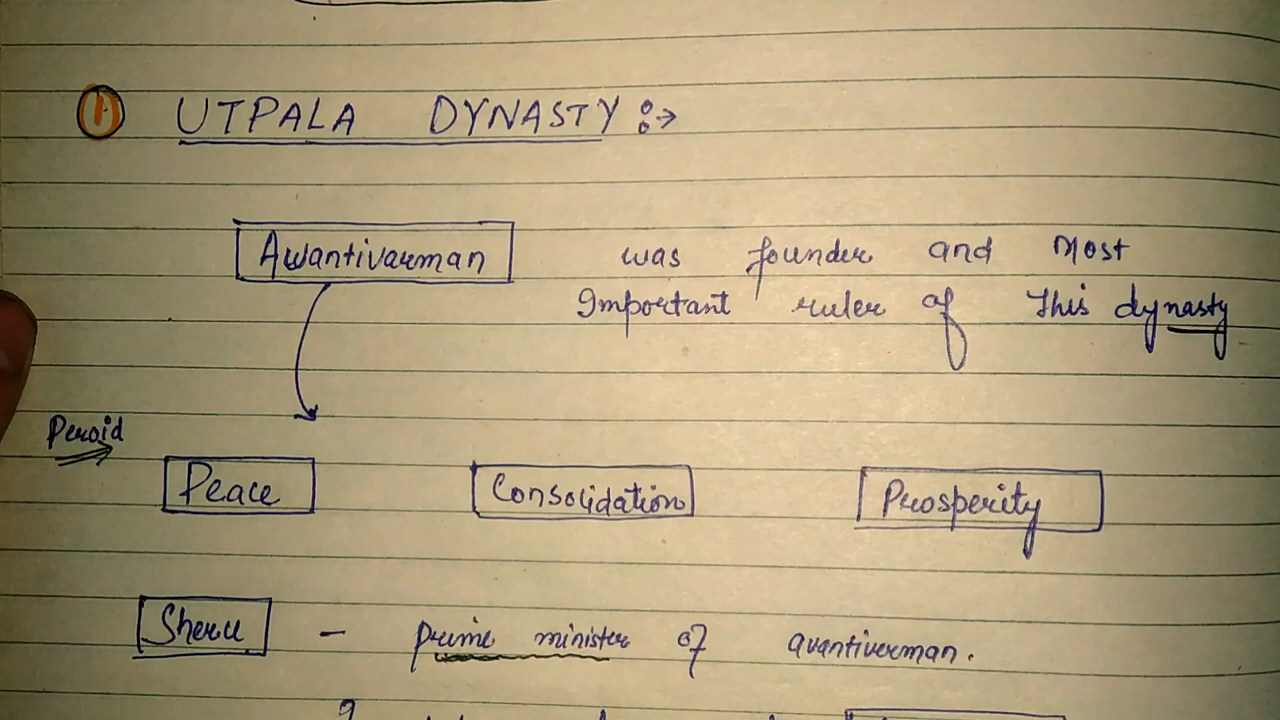 1. UTPALA DYNASTY :→
Awantivarman was founder and Most
Important ruler of This dynasty
Peroid
Peace Consolidation Prosperity
Sheru - prime minister of avantiverman.